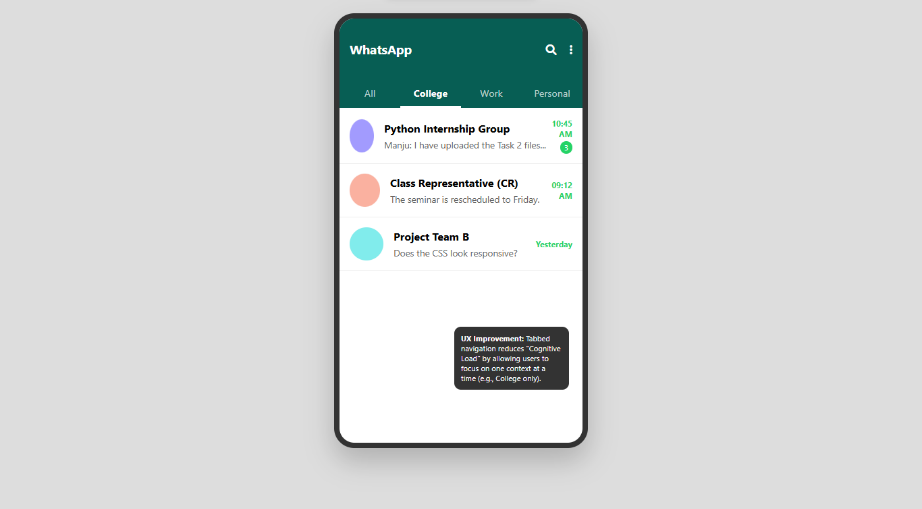 WhatsApp
All College Work Personal
Python Internship Group
10:45
AM
Manju: I have uploaded the Task 2 files...
3
Class Representative (CR)
09:12
AM
The seminar is rescheduled to Friday.
Project Team B
Yesterday
Does the CSS look responsive?
UX Improvement: Tabbed
navigation reduces "Cognitive
Load" by allowing users to
focus on one context at a
time (e.g., College only).